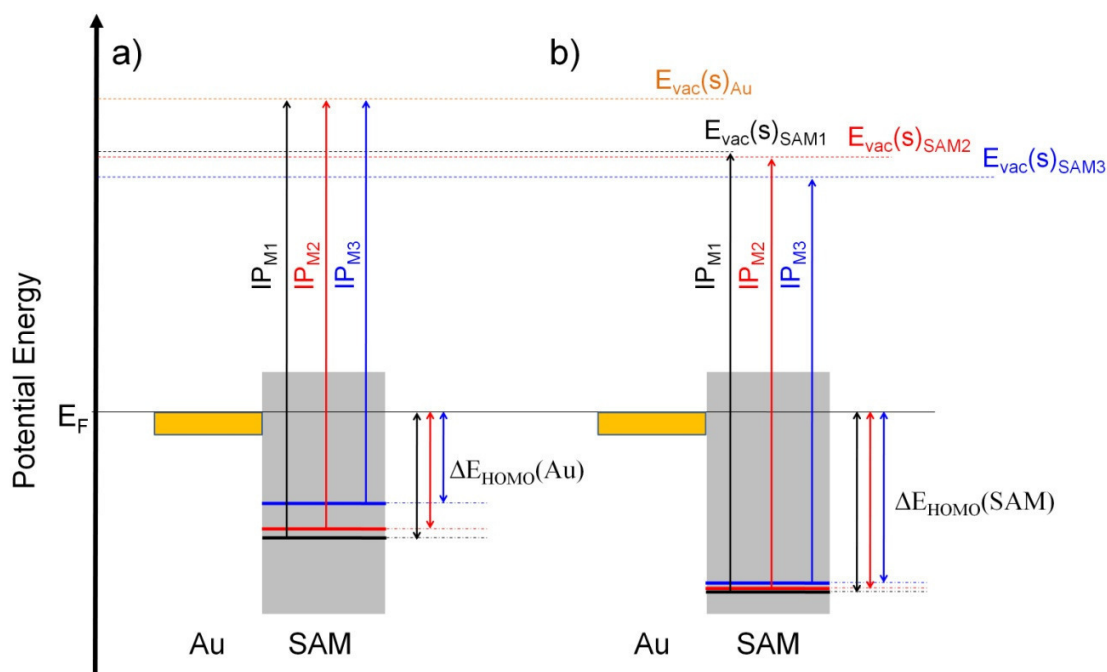 a)
b)
Evac(s)Au
Evac(s)SAM1
Evac(s)SAM2
Evac(s)SAM3
IPM1
IPM2
IPM3
IPM1
IPM2
IPM3
Potential Energy
EF
ΔEHOMO(Au)
ΔEHOMO(SAM)
Au
SAM
Au
SAM